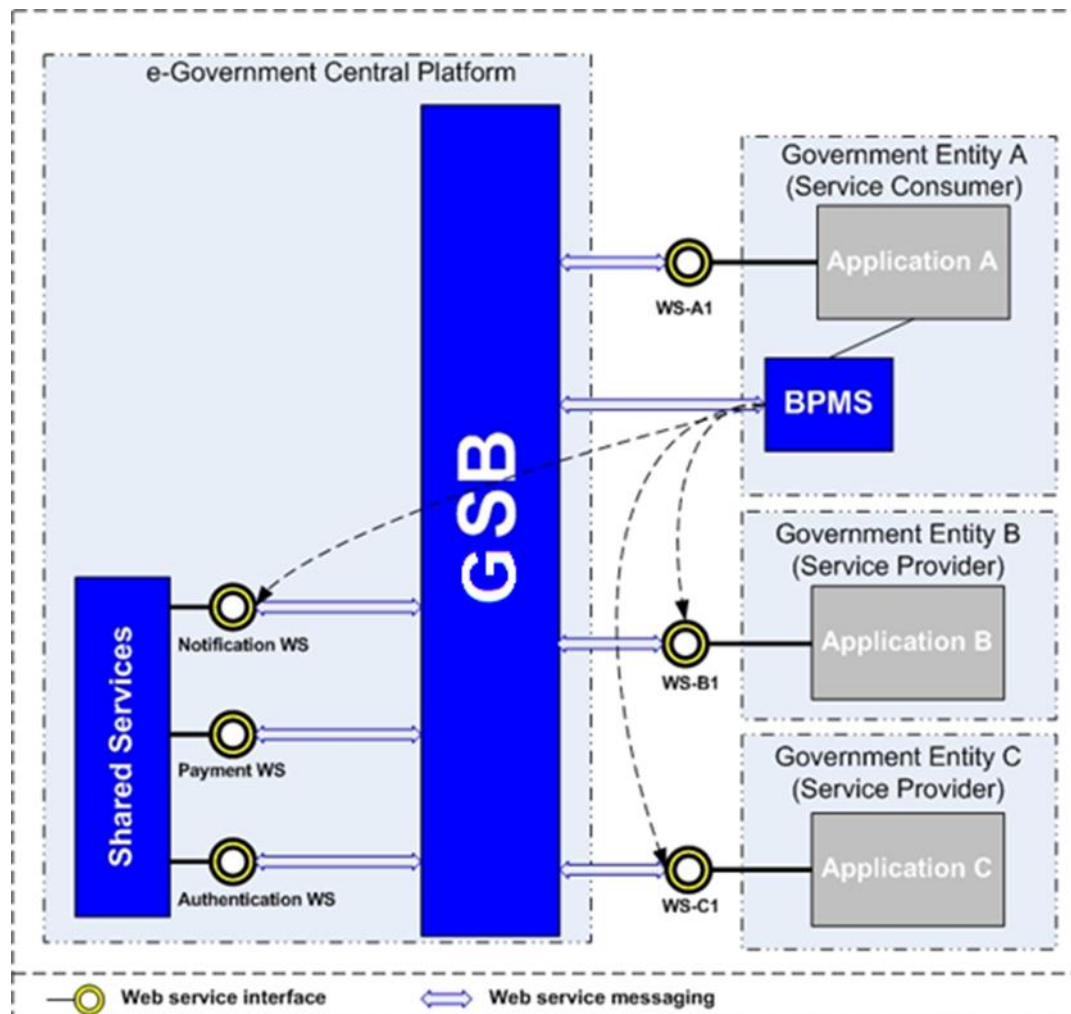 e-Government Central Platform
GSB
Shared Services
Notification WS
Payment WS
Authentication WS
Government Entity A
(Service Consumer)
Application A
WS-A1
BPMS
Government Entity B
(Service Provider)
Application B
WS-B1
Government Entity C
(Service Provider)
Application C
WS-C1
Web service interface
Web service messaging